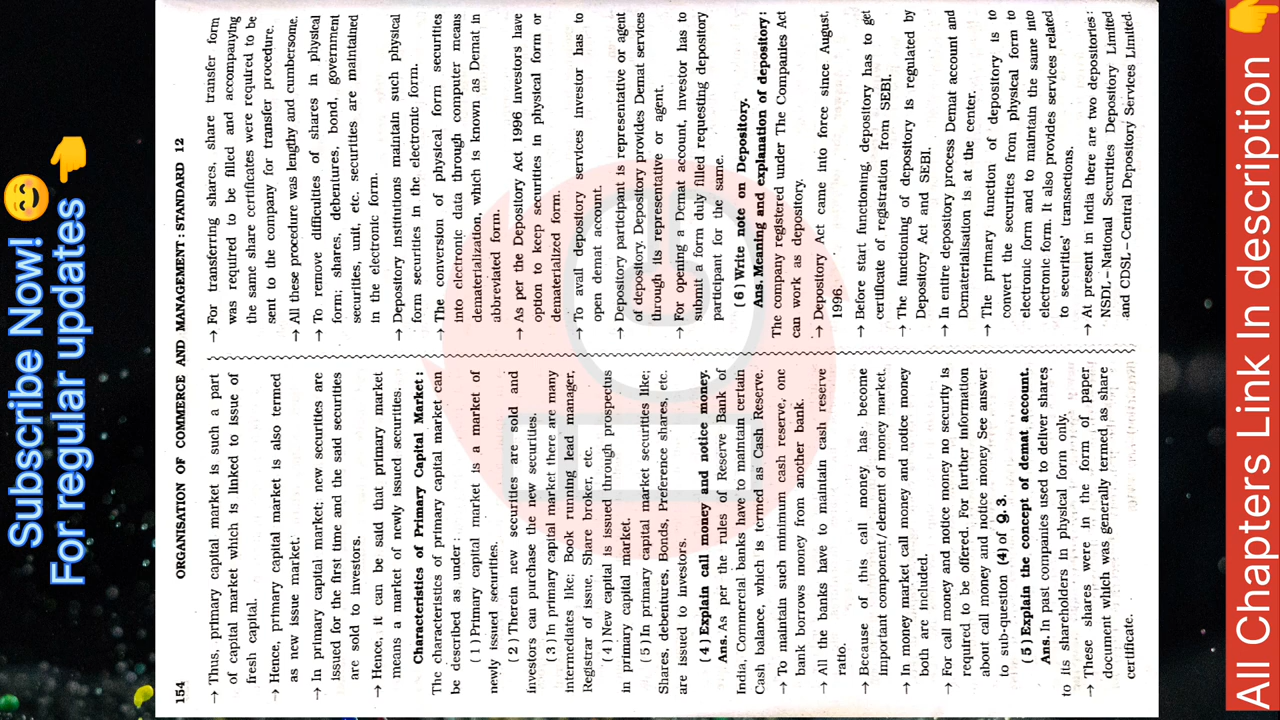 Subscribe Now! 😊
For regular updates 👉
154 ORGANISATION OF COMMERCE AND MANAGEMENT : STANDARD 12
→ Thus, primary capital market is such a part
of capital market which is linked to issue of
fresh capital.
→ Hence, primary capital market is also termed
as new issue market.
→ In primary capital market; new securites are
issued for the first time and the said securities
are sold to investors.
→ Hence, it can be said that primary market
means a market of newly issued securities.
Characteristics of Primary Capital Market :
The characteristics of primary capital market can
be described as under :
(1) Primary capital market is a market of
newly issued securities.
(2) Therein new securities are sold and
investors can purchase the new securities.
(3) In primary capital market there are many
intermediates like; Book running lead manager,
Registrar of issue, Share broker, etc.
(4) New capital is issued through prospectus
in primary capital market.
(5) In primary capital market securities like;
Shares, debentures, Bonds, Preference shares, etc.
are issued to investors.
(4) Explain call money and notice money.
Ans. As per the rules of Reserve Bank of
India, Commercial banks have to maintain certain
Cash balance, which is termed as Cash Reserve.
→ To maintain such minimum cash reserve, one
bank borrows money from another bank.
→ All the banks have to maintain cash reserve
ratio.
→ Because of this call money has become
important component/element of money market.
→ In money market call money and notice money
both are included.
→ For call money and notice money no security is
required to be offered. For further information
about call money and notice money. See answer
to sub-question (4) of Q. 3.
(5) Explain the concept of demat account.
Ans. In past companies used to deliver shares
to its shareholders in physical form only.
→ These shares were in the form of paper
document which was generally termed as share
certificate.
→ For transferring shares, share transfer form
was required to be filled and accompanying
the same share certificates were required to be
sent to the company for transfer procedure.
→ All these procedure was lengthy and cumbersome.
→ To remove difficulties of shares in physical
form; shares, debentures, bond, government
securities, unit, etc. securities are maintained
in the electronic form.
→ Depository institutions maintain such physical
form securities in the electronic form.
→ The conversion of physical form securities
into electronic data through computer means
dematerialization, which is known as Demat in
abbreviated form.
→ As per the Depository Act 1996 investors have
option to keep securities in physical form or
dematerialized form.
→ To avail depository services investor has to
open demat account.
→ Depository participant is representative or agent
of depository. Depository provides Demat services
through its representative or agent.
→ For opening a Demat account, investor has to
submit a form duly filled requesting depository
participant for the same.
(6) Write note on Depository.
Ans. Meaning and explanation of depository :
The company registered under The Companies Act
can work as depository.
→ Depository Act came into force since August,
1996.
→ Before start functioning, depository has to get
certificate of registration from SEBI.
→ The functioning of depository is regulated by
Depository Act and SEBI.
→ In entire depository process Demat account and
Dematerialisation is at the center.
→ The primary function of depository is to
convert the securities from physical form to
electronic form and to maintain the same into
electronic form. It also provides services related
to securities' transactions.
→ At present in India there are two depositories :
NSDL – National Securities Depository Limited
and CDSL – Central Depository Services Limited.
All Chapters Link In description 👉